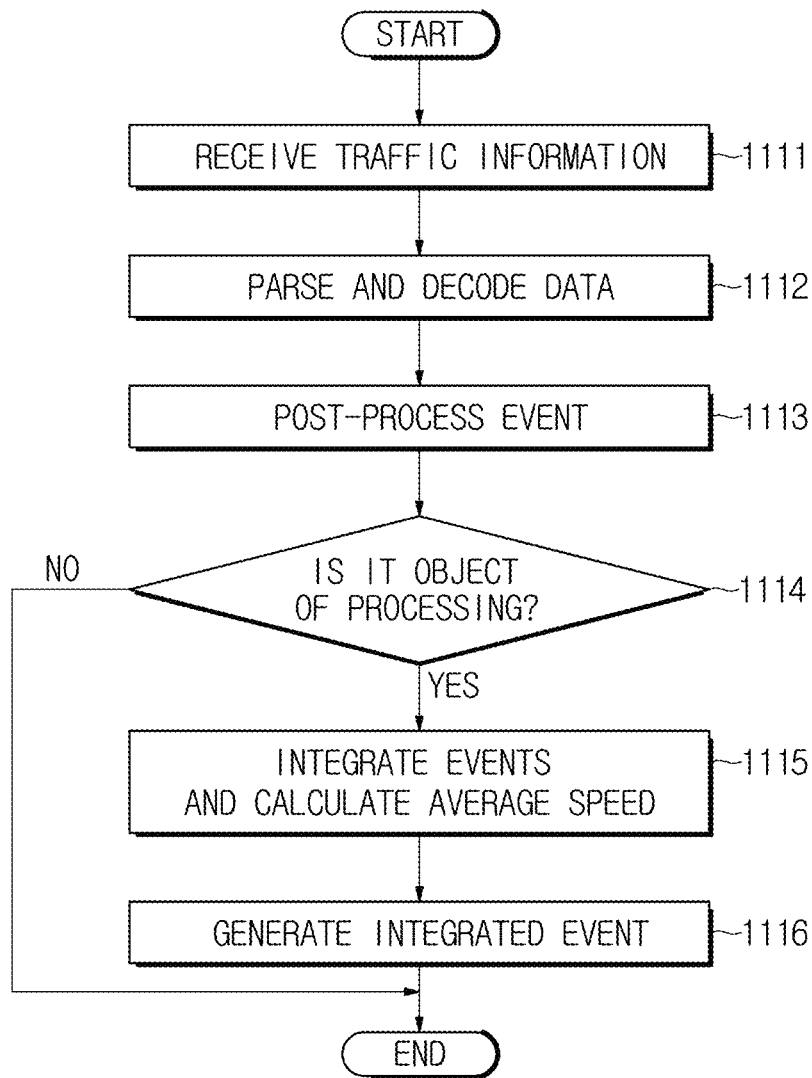 START
RECEIVE TRAFFIC INFORMATION
1111
PARSE AND DECODE DATA
1112
POST-PROCESS EVENT
1113
NO
IS IT OBJECT
OF PROCESSING?
1114
YES
INTEGRATE EVENTS
AND CALCULATE AVERAGE SPEED
1115
GENERATE INTEGRATED EVENT
1116
END